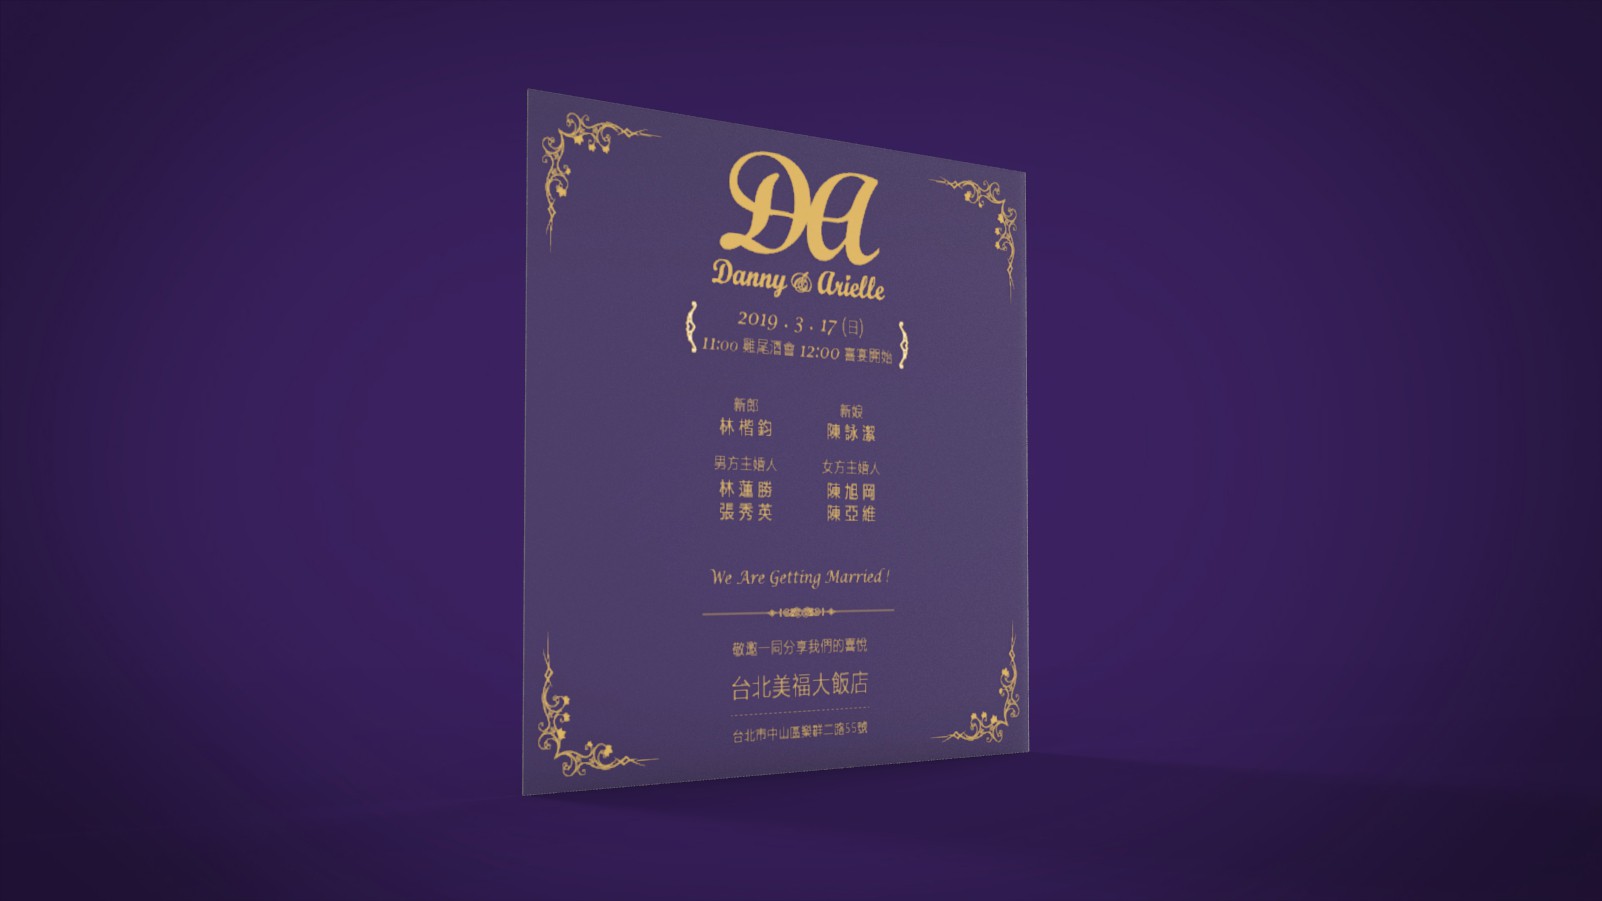 DA
Danny & Arielle
2019 . 3 . 17 (日)
11:00 雞尾酒會 12:00 喜宴開始
新郎 新娘
林楷鈞 陳詠潔
男方主婚人 女方主婚人
林蓮勝 陳旭岡
張秀英 陳亞維
We Are Getting Married!
敬邀一同分享我們的喜悅
台北美福大飯店
台北市中山區樂群二路55號